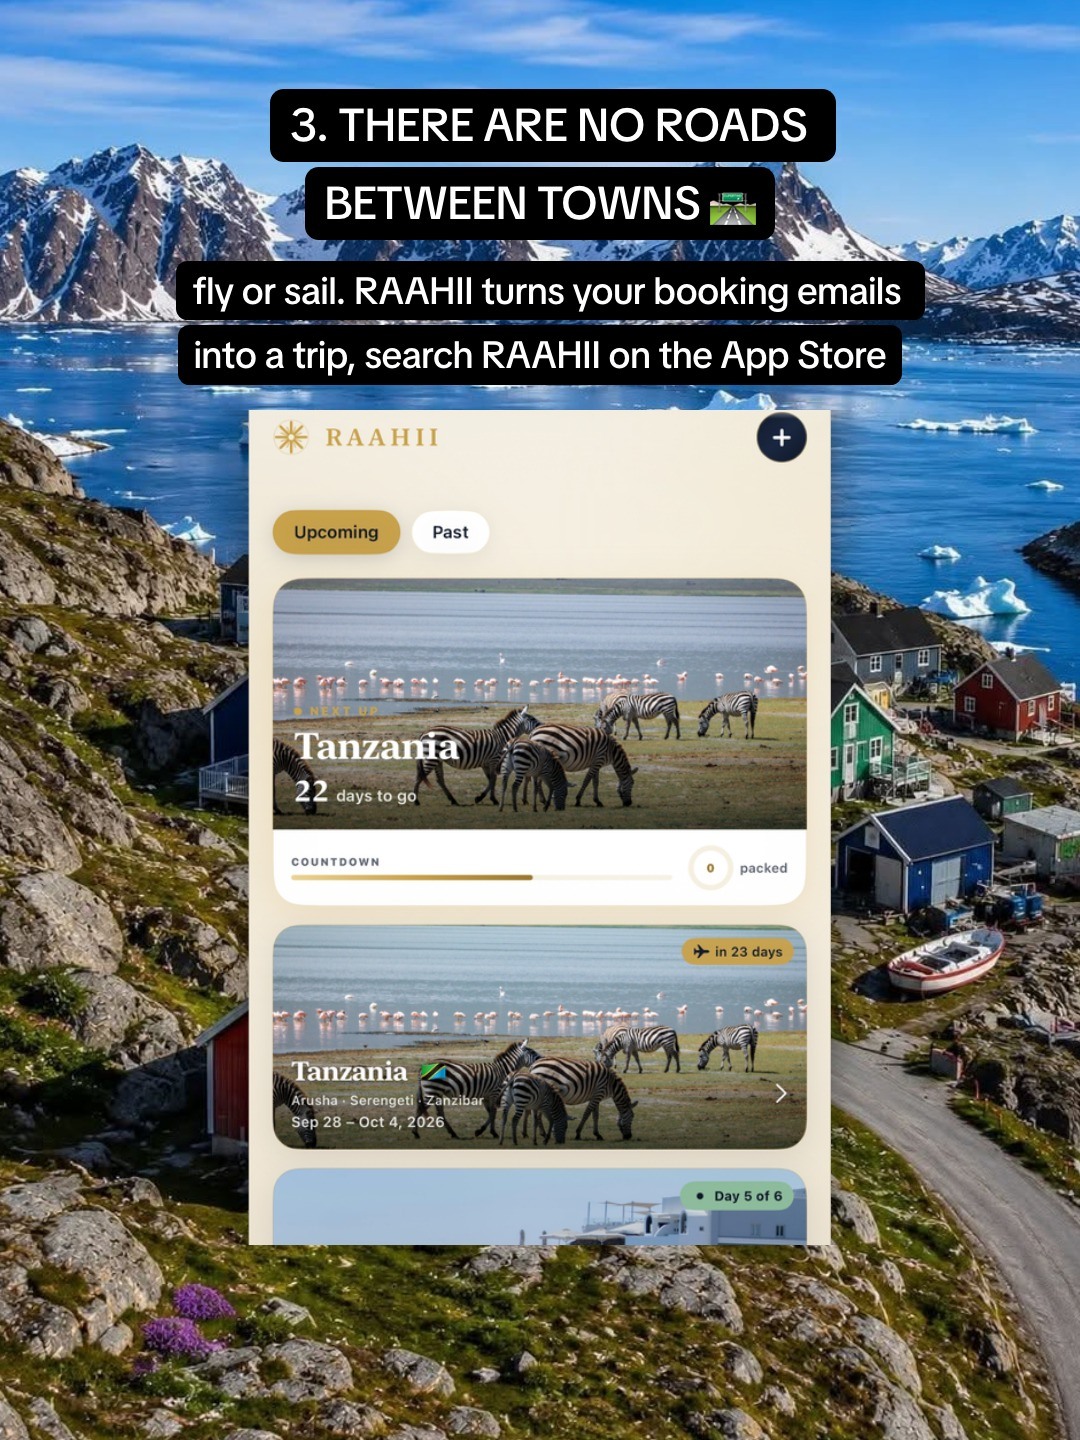 3. THERE ARE NO ROADS
BETWEEN TOWNS 🛣️
fly or sail. RAAHII turns your booking emails
into a trip, search RAAHII on the App Store
RAAHII
+
Upcoming
Past
NEXT UP
Tanzania
22 days to go
COUNTDOWN
0 packed
in 23 days
Tanzania 🇹🇿
Arusha · Serengeti · Zanzibar
Sep 28 – Oct 4, 2026
Day 5 of 6